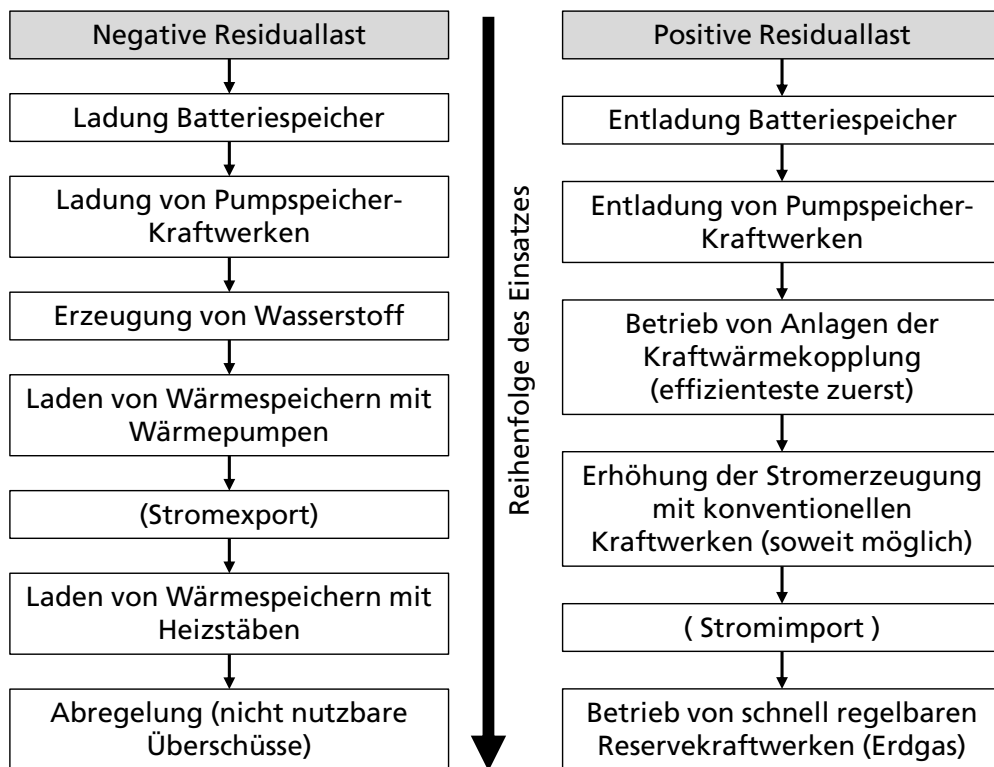 Negative Residuallast
Ladung Batteriespeicher
Ladung von Pumpspeicher-
Kraftwerken
Erzeugung von Wasserstoff
Laden von Wärmespeichern mit
Wärmepumpen
(Stromexport)
Laden von Wärmespeichern mit
Heizstäben
Abregelung (nicht nutzbare
Überschüsse)
Reihenfolge des Einsatzes
Positive Residuallast
Entladung Batteriespeicher
Entladung von Pumpspeicher-
Kraftwerken
Betrieb von Anlagen der
Kraftwärmekopplung
(effizienteste zuerst)
Erhöhung der Stromerzeugung
mit konventionellen
Kraftwerken (soweit möglich)
( Stromimport )
Betrieb von schnell regelbaren
Reservekraftwerken (Erdgas)